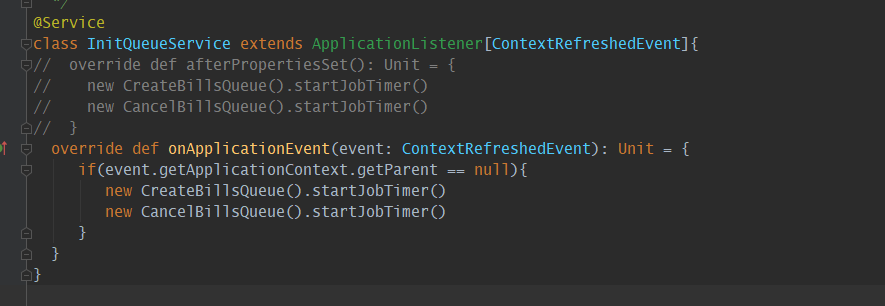 */
@Service
class InitQueueService extends ApplicationListener[ContextRefreshedEvent]{
//  override def afterPropertiesSet(): Unit = {
//    new CreateBillsQueue().startJobTimer()
//    new CancelBillsQueue().startJobTimer()
//  }
  override def onApplicationEvent(event: ContextRefreshedEvent): Unit = {
     if(event.getApplicationContext.getParent == null){
        new CreateBillsQueue().startJobTimer()
        new CancelBillsQueue().startJobTimer()
     }
  }
}